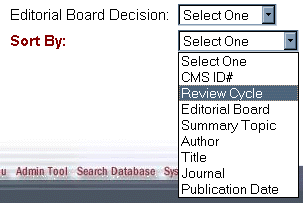 Editorial Board Decision: Select One
Sort By: Select One
Select One
CMS ID#
Review Cycle
Editorial Board
Summary Topic
Author
Title
Journal
Publication Date
u Admin Tool Search Database Sys